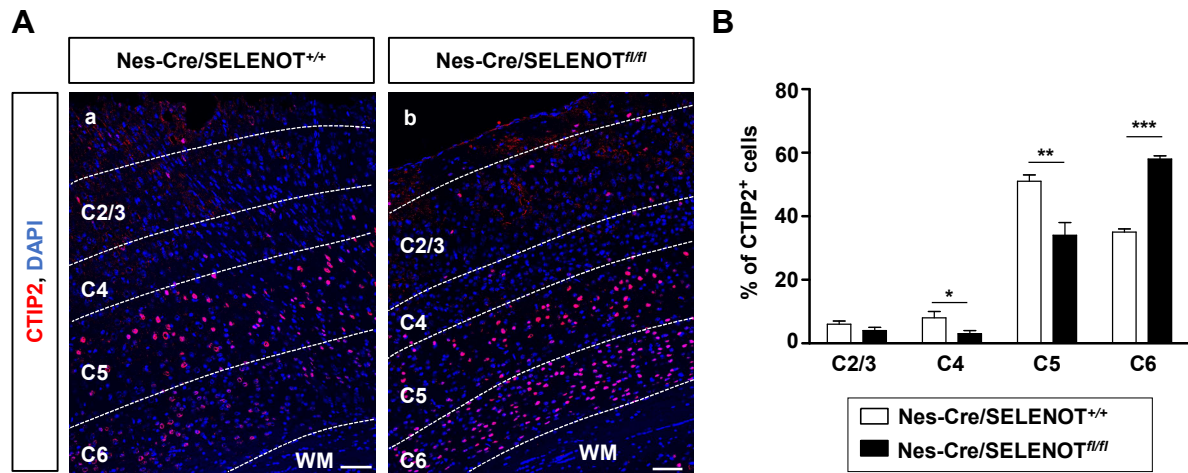 A
Nes-Cre/SELENOT+/+
Nes-Cre/SELENOTfl/fl
CTIP2, DAPI
a
C2/3
C4
C5
C6
WM
b
C2/3
C4
C5
C6
WM
B
% of CTIP2+ cells
80
60
40
20
0
*
**
***
C2/3 C4 C5 C6
Nes-Cre/SELENOT+/+
Nes-Cre/SELENOTfl/fl